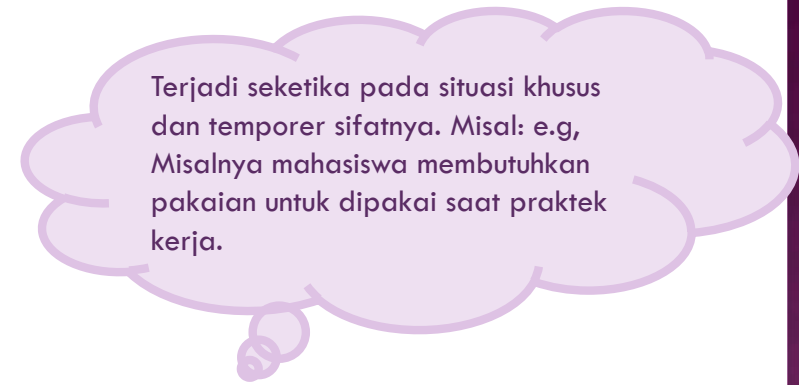 Terjadi seketika pada situasi khusus
dan temporer sifatnya. Misal: e.g,
Misalnya mahasiswa membutuhkan
pakaian untuk dipakai saat praktek
kerja.